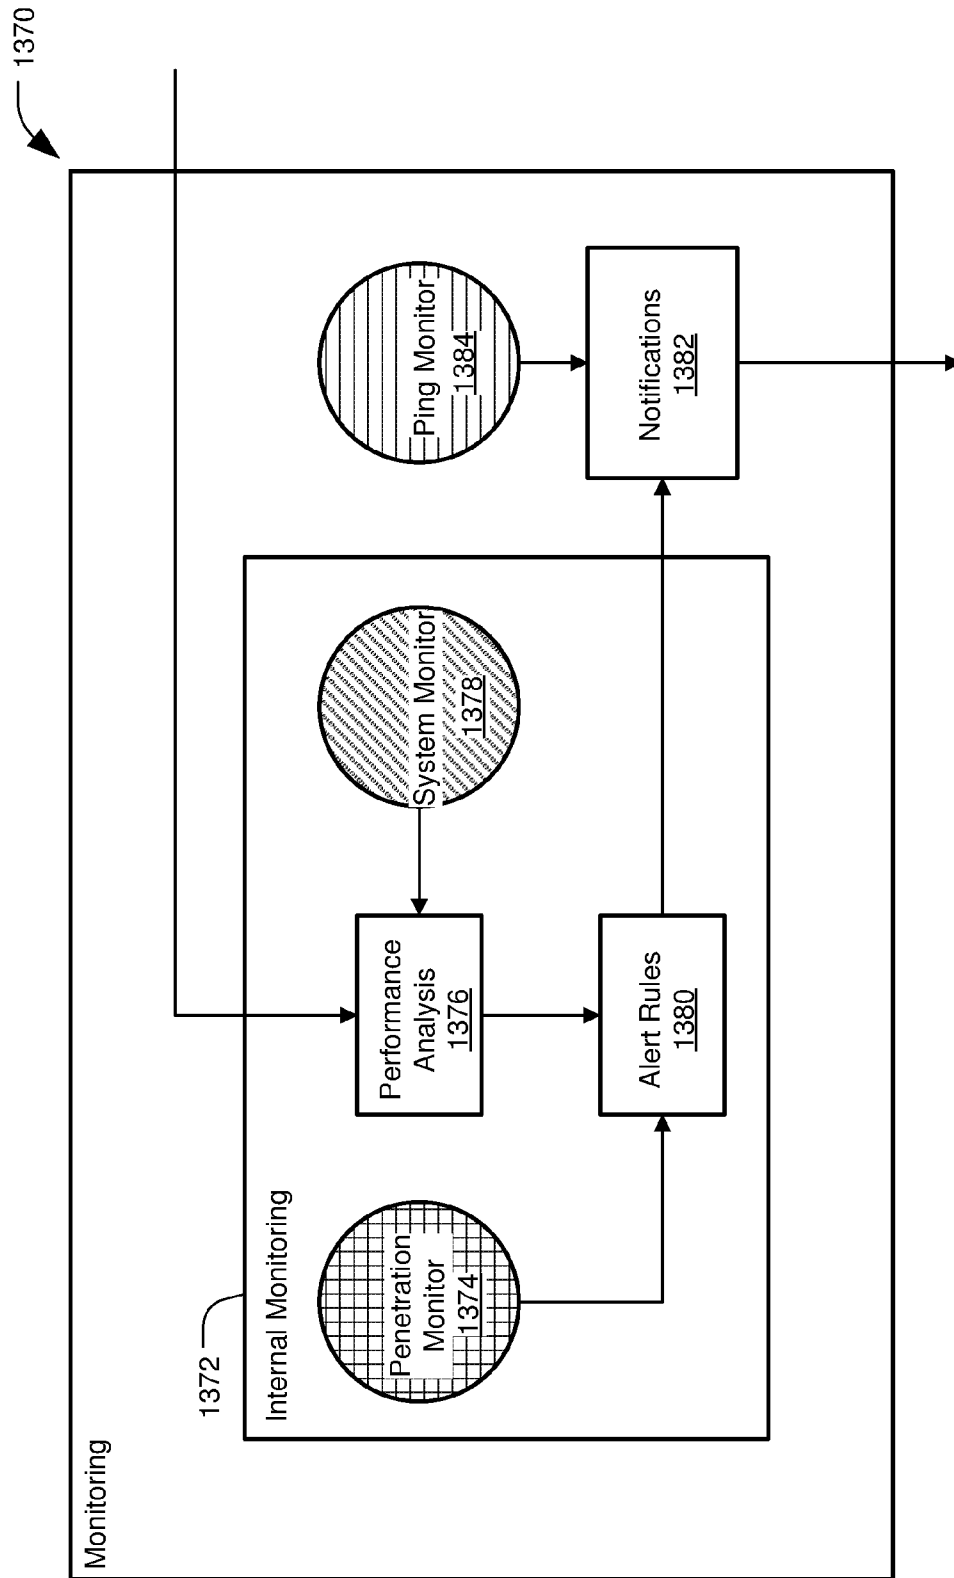 Monitoring
1370
1372
Internal Monitoring
Penetration
Monitor
1374
Performance
Analysis
1376
System Monitor
1378
Ping Monitor
1384
Alert Rules
1380
Notifications
1382